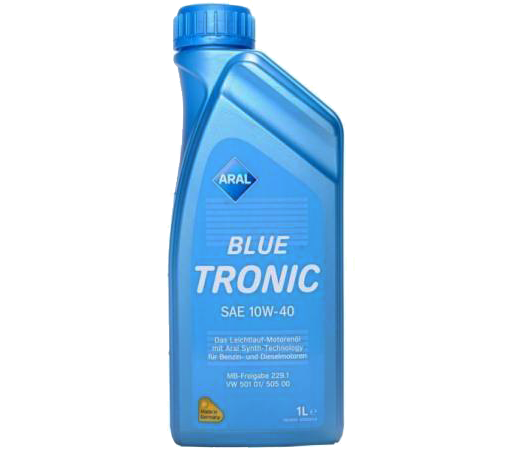 ARAL
BLUE
TRONIC
SAE 10W-40
Das Leichtlauf-Motorenöl
mit Aral Synth-Technology
für Benzin- und Dieselmotoren
MB-Freigabe 229.1
VW 501 01/ 505 00
Made in
Germany
1L e